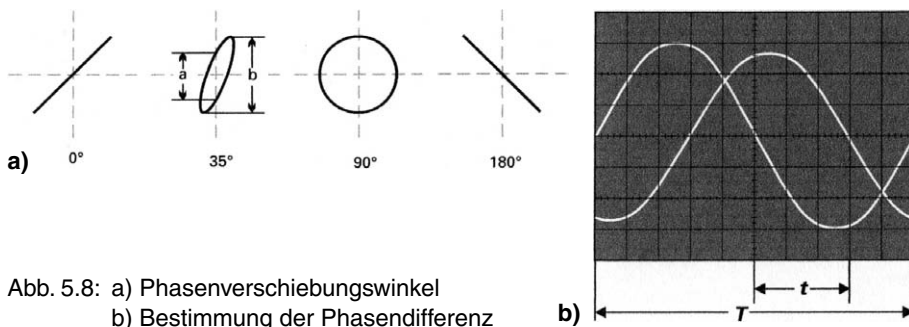 a b
a)
0° 35° 90° 180°
t
T
b)
Abb. 5.8: a) Phasenverschiebungswinkel
b) Bestimmung der Phasendifferenz